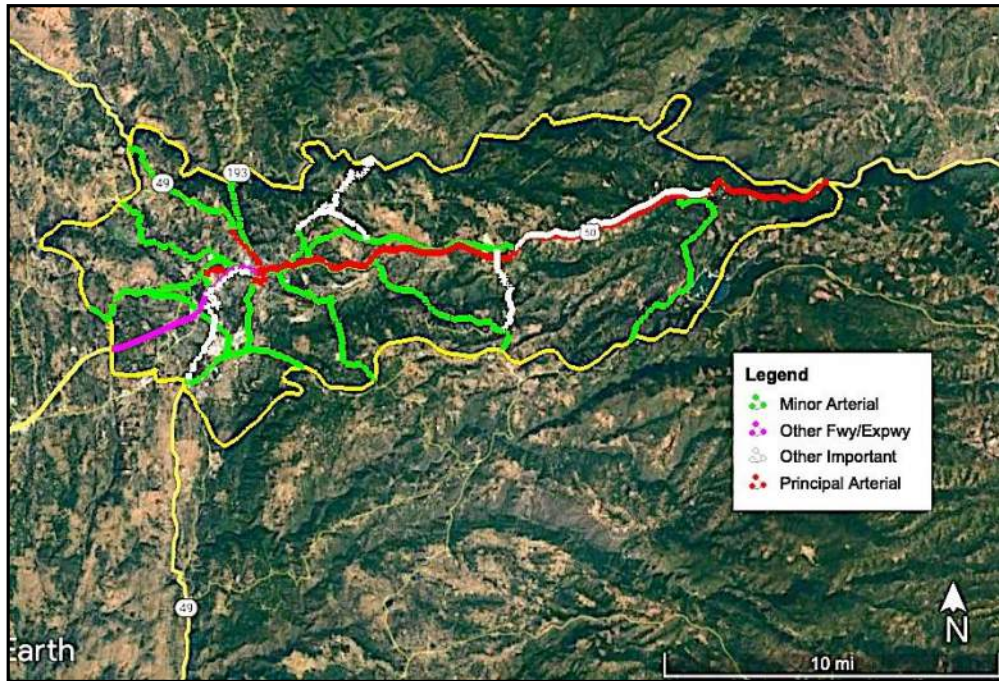 193
49
50
Legend
Minor Arterial
Other Fwy/Expwy
Other Important
Principal Arterial
49
N
Earth
10 mi